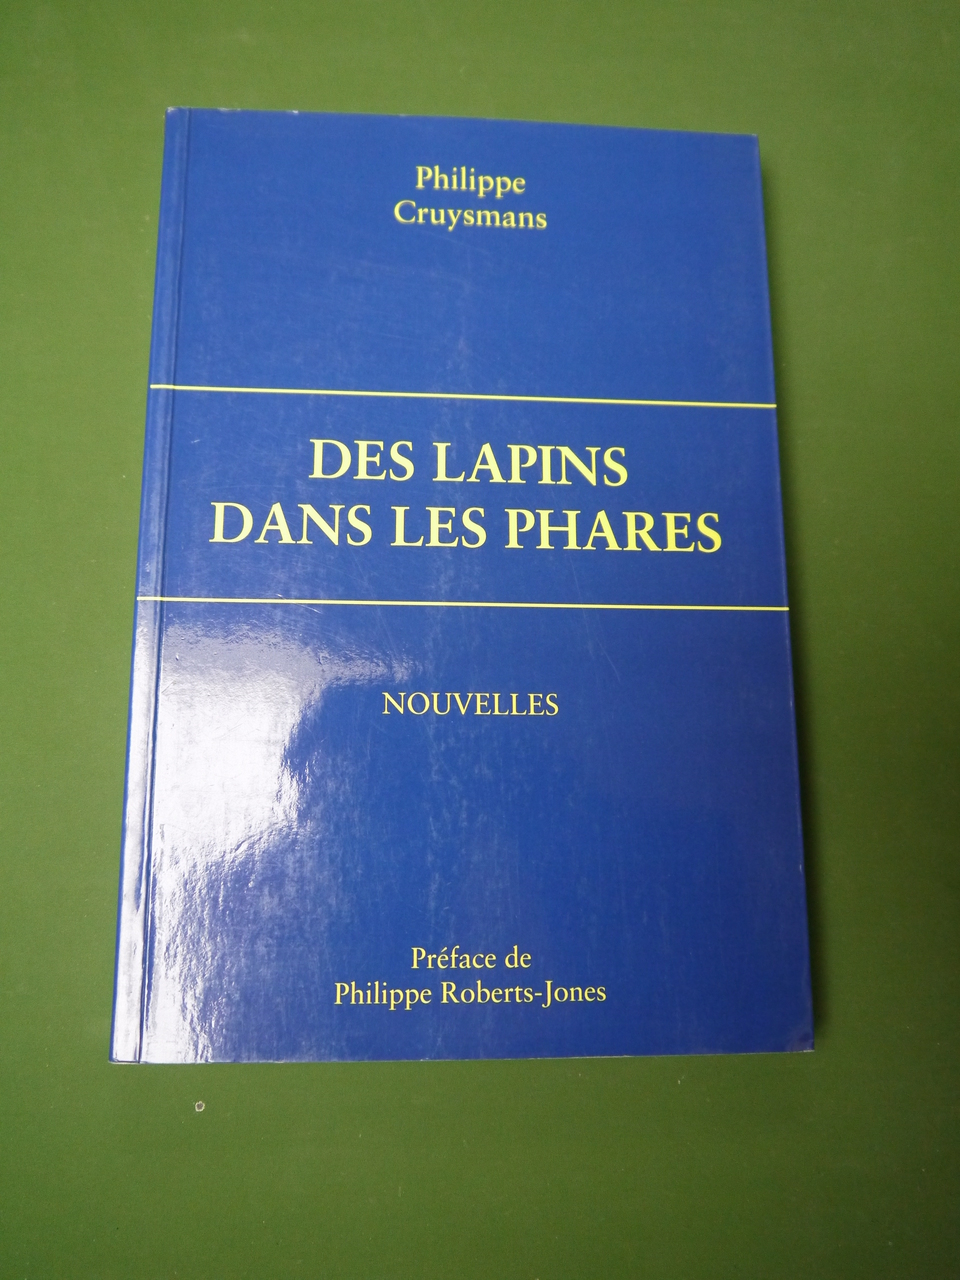 Philippe
Cruysmans
DES LAPINS
DANS LES PHARES
NOUVELLES
Préface de
Philippe Roberts-Jones